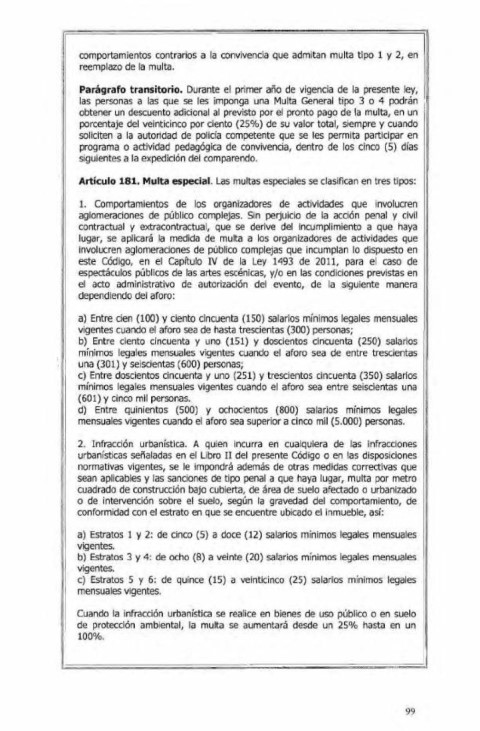 comportamientos contrarios a la convivencia que admitan multa tipo 1 y 2, en
reemplazo de la multa.
Parágrafo transitorio. Durante el primer año de vigencia de la presente ley,
las personas a las que se les imponga una Multa General tipo 3 o 4 podrán
obtener un descuento adicional al previsto por el pronto pago de la multa, en un
porcentaje del veinticinco por ciento (25%) de su valor total, siempre y cuando
soliciten a la autoridad de policía competente que se les permita participar en
programa o actividad pedagógica de convivencia, dentro de los cinco (5) días
siguientes a la expedición del comparendo.
Artículo 181. Multa especial. Las multas especiales se clasifican en tres tipos:
1. Comportamientos de los organizadores de actividades que involucren
aglomeraciones de público complejas. Sin perjuicio de la acción penal y civil
contractual y extracontractual, que se derive del incumplimiento a que haya
lugar, se aplicará la medida de multa a los organizadores de actividades que
involucren aglomeraciones de público complejas que incumplan lo dispuesto en
este Código, en el Capítulo IV de la Ley 1493 de 2011, para el caso de
espectáculos públicos de las artes escénicas, y/o en las condiciones previstas en
el acto administrativo de autorización del evento, de la siguiente manera
dependiendo del aforo:
a) Entre cien (100) y ciento cincuenta (150) salarios mínimos legales mensuales
vigentes cuando el aforo sea de hasta trescientas (300) personas;
b) Entre ciento cincuenta y uno (151) y doscientos cincuenta (250) salarios
mínimos legales mensuales vigentes cuando el aforo sea de entre trescientas
una (301) y seiscientas (600) personas;
c) Entre doscientos cincuenta y uno (251) y trescientos cincuenta (350) salarios
mínimos legales mensuales vigentes cuando el aforo sea entre seiscientas una
(601) y cinco mil personas.
d) Entre quinientos (500) y ochocientos (800) salarios mínimos legales
mensuales vigentes cuando el aforo sea superior a cinco mil (5.000) personas.
2. Infracción urbanística. A quien incurra en cualquiera de las infracciones
urbanísticas señaladas en el Libro II del presente Código o en las disposiciones
normativas vigentes, se le impondrá además de otras medidas correctivas que
sean aplicables y las sanciones de tipo penal a que haya lugar, multa por metro
cuadrado de construcción bajo cubierta, de área de suelo afectado o urbanizado
o de intervención sobre el suelo, según la gravedad del comportamiento, de
conformidad con el estrato en que se encuentre ubicado el inmueble, así:
a) Estratos 1 y 2: de cinco (5) a doce (12) salarios mínimos legales mensuales
vigentes.
b) Estratos 3 y 4: de ocho (8) a veinte (20) salarios mínimos legales mensuales
vigentes.
c) Estratos 5 y 6: de quince (15) a veinticinco (25) salarios mínimos legales
mensuales vigentes.
Cuando la infracción urbanística se realice en bienes de uso público o en suelo
de protección ambiental, la multa se aumentará desde un 25% hasta en un
100%.
99